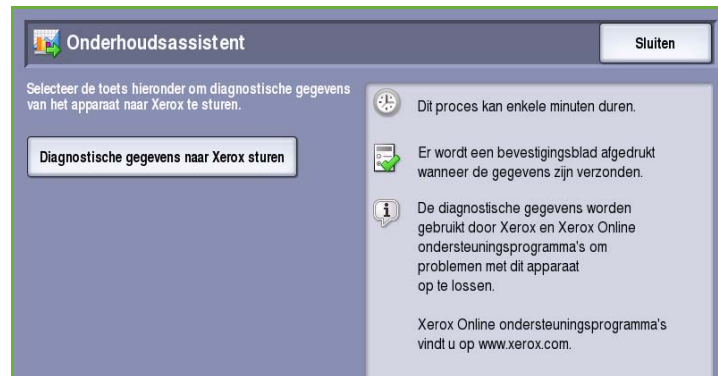 Onderhoudsassistent
Sluiten
Selecteer de toets hieronder om diagnostische gegevens
van het apparaat naar Xerox te sturen.
Diagnostische gegevens naar Xerox sturen
Dit proces kan enkele minuten duren.
Er wordt een bevestigingsblad afgedrukt
wanneer de gegevens zijn verzonden.
De diagnostische gegevens worden
gebruikt door Xerox en Xerox Online
ondersteuningsprogramma's om
problemen met dit apparaat
op te lossen.
Xerox Online ondersteuningsprogramma's
vindt u op www.xerox.com.